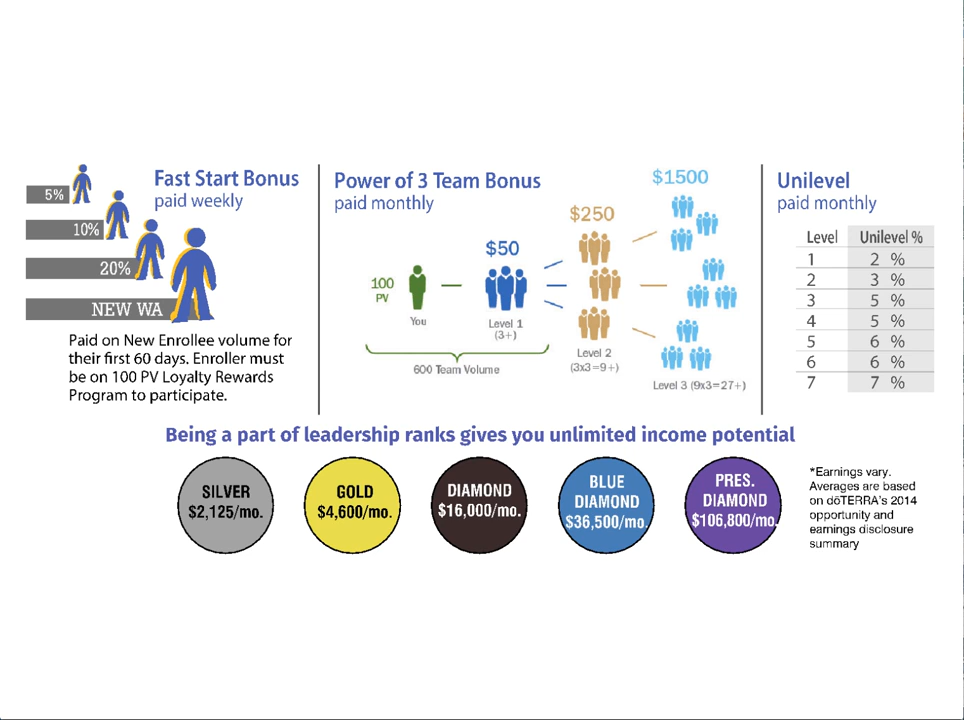 Fast Start Bonus
paid weekly
5%
10%
20%
NEW WA
Paid on New Enrollee volume for
their first 60 days. Enroller must
be on 100 PV Loyalty Rewards
Program to participate.
Power of 3 Team Bonus
paid monthly
$1500
$250
$50
100
PV
You
Level 1
(3+)
Level 2
(3x3=9+)
Level 3 (9x3=27+)
600 Team Volume
Unilevel
paid monthly
Level Unilevel %
1 2 %
2 3 %
3 5 %
4 5 %
5 6 %
6 6 %
7 7 %
Being a part of leadership ranks gives you unlimited income potential
SILVER
$2,125/mo.
GOLD
$4,600/mo.
DIAMOND
$16,000/mo.
BLUE
DIAMOND
$36,500/mo.
PRES.
DIAMOND
$106,800/mo.
*Earnings vary.
Averages are based
on dōTERRA's 2014
opportunity and
earnings disclosure
summary